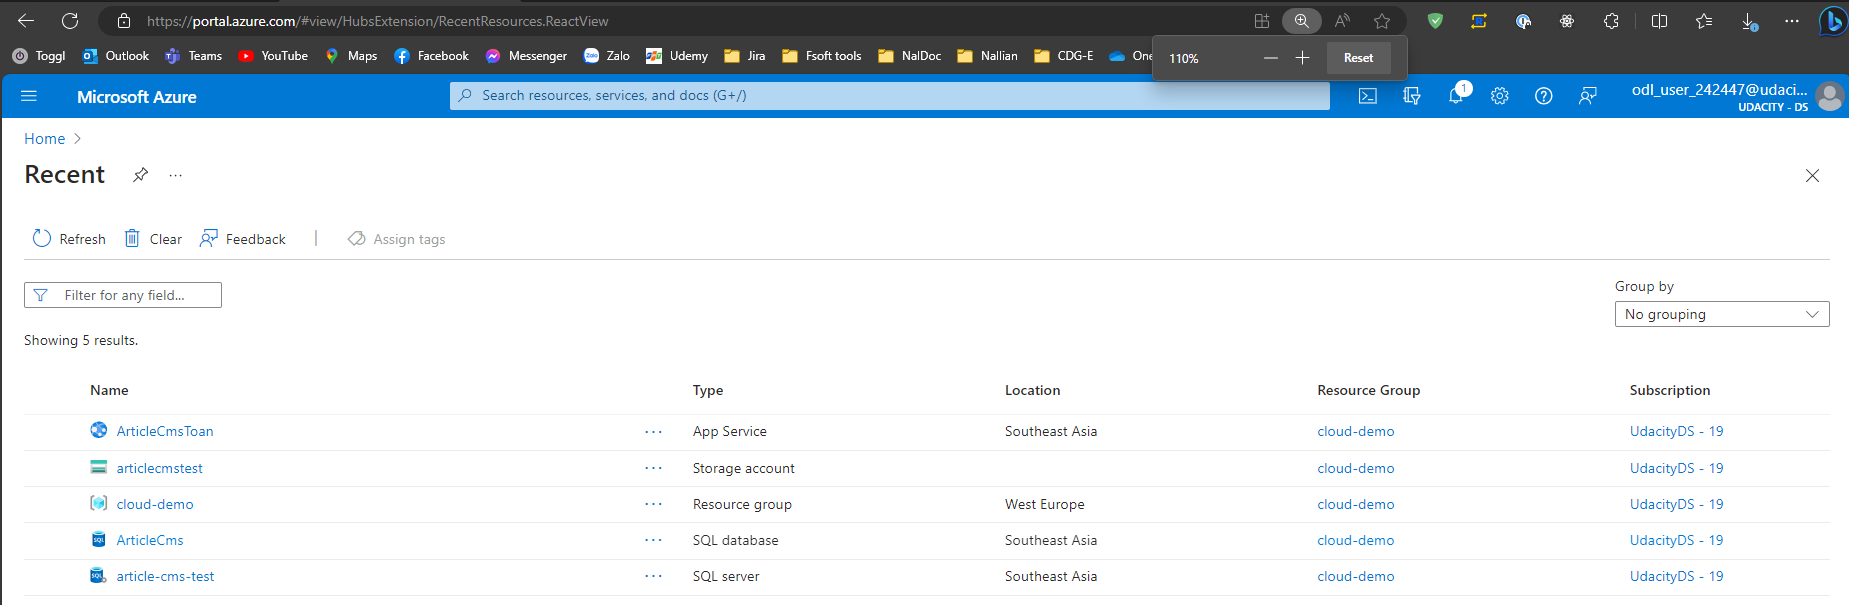 https://portal.azure.com/#view/HubsExtension/RecentResources.ReactView
Toggl Outlook Teams YouTube Maps Facebook Messenger Zalo Udemy Jira Fsoft tools NalDoc Nallian CDG-E One
110% Reset
Microsoft Azure
Search resources, services, and docs (G+/)
1
odl_user_242447@udaci...
UDACITY - DS
Home >
Recent
Refresh Clear Feedback | Assign tags
Filter for any field...
Group by
No grouping
Showing 5 results.
Name Type Location Resource Group Subscription
ArticleCmsToan ... App Service Southeast Asia cloud-demo UdacityDS - 19
articlecmstest ... Storage account cloud-demo UdacityDS - 19
cloud-demo ... Resource group West Europe cloud-demo UdacityDS - 19
SQL ArticleCms ... SQL database Southeast Asia cloud-demo UdacityDS - 19
SQL article-cms-test ... SQL server Southeast Asia cloud-demo UdacityDS - 19